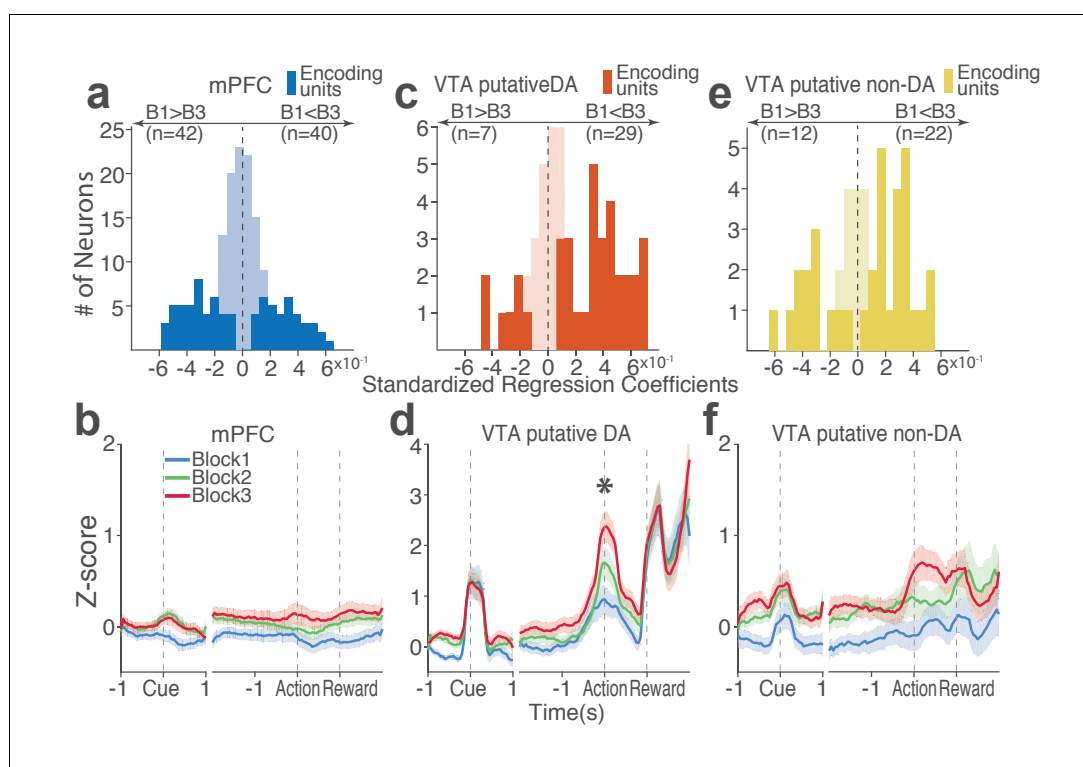 a
mPFC
Encoding
units
B1>B3
B1<B3
(n=42)
(n=40)
25
20
15
10
5
# of Neurons
-6 -4 -2 0 2 4 6 x10-1
c
VTA putativeDA
Encoding
units
B1>B3
B1<B3
(n=7)
(n=29)
6
5
4
3
2
1
-6 -4 -2 0 2 4 6 x10-1
e
VTA putative non-DA
Encoding
units
B1>B3
B1<B3
(n=12)
(n=22)
5
4
3
2
1
-6 -4 -2 0 2 4 6 x10-1
Standardized Regression Coefficients
b
mPFC
Block1
Block2
Block3
2
1
0
Z-score
-1 Cue 1 -1 Action Reward
d
VTA putative DA
*
4
3
2
1
0
-1 Cue 1 -1 Action Reward
f
VTA putative non-DA
2
1
0
-1 Cue 1 -1 Action Reward
Time(s)